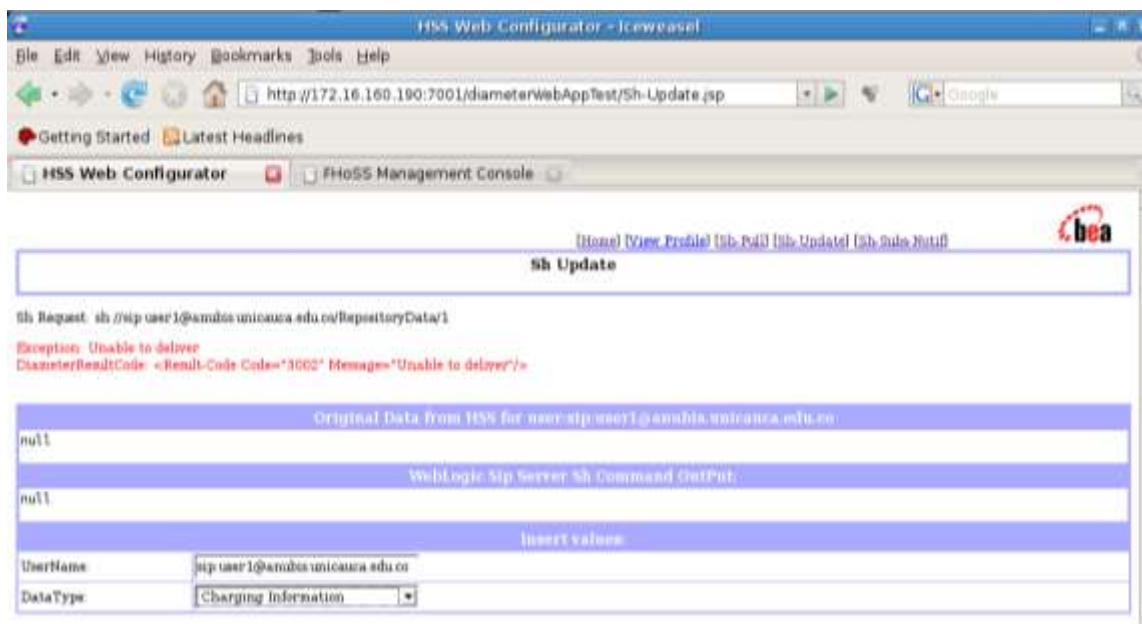 HSS Web Configurator - Iceweasel
File Edit View History Bookmarks Tools Help
http://172.16.160.190:7001/diameterWebAppTest/Sh-Update.jsp
Google
Getting Started Latest Headlines
HSS Web Configurator FHoSS Management Console
bea
[Home] [View Profile] [Sh-Pull] [Sh-Update] [Sh-Subs-Notif]
Sh Update
Sh Request: sh://sip:user1@anubis.unicauca.edu.co/RepositoryData/1
Exception: Unable to deliver
DiameterResultCode: <Result-Code Code="3002" Message="Unable to deliver"/>
Original Data from HSS for user:sip:user1@anubis.unicauca.edu.co
null
WebLogic Sip Server Sh Command OutPut:
null
Insert values:
UserName sip:user1@anubis.unicauca.edu.co
DataType Charging Information